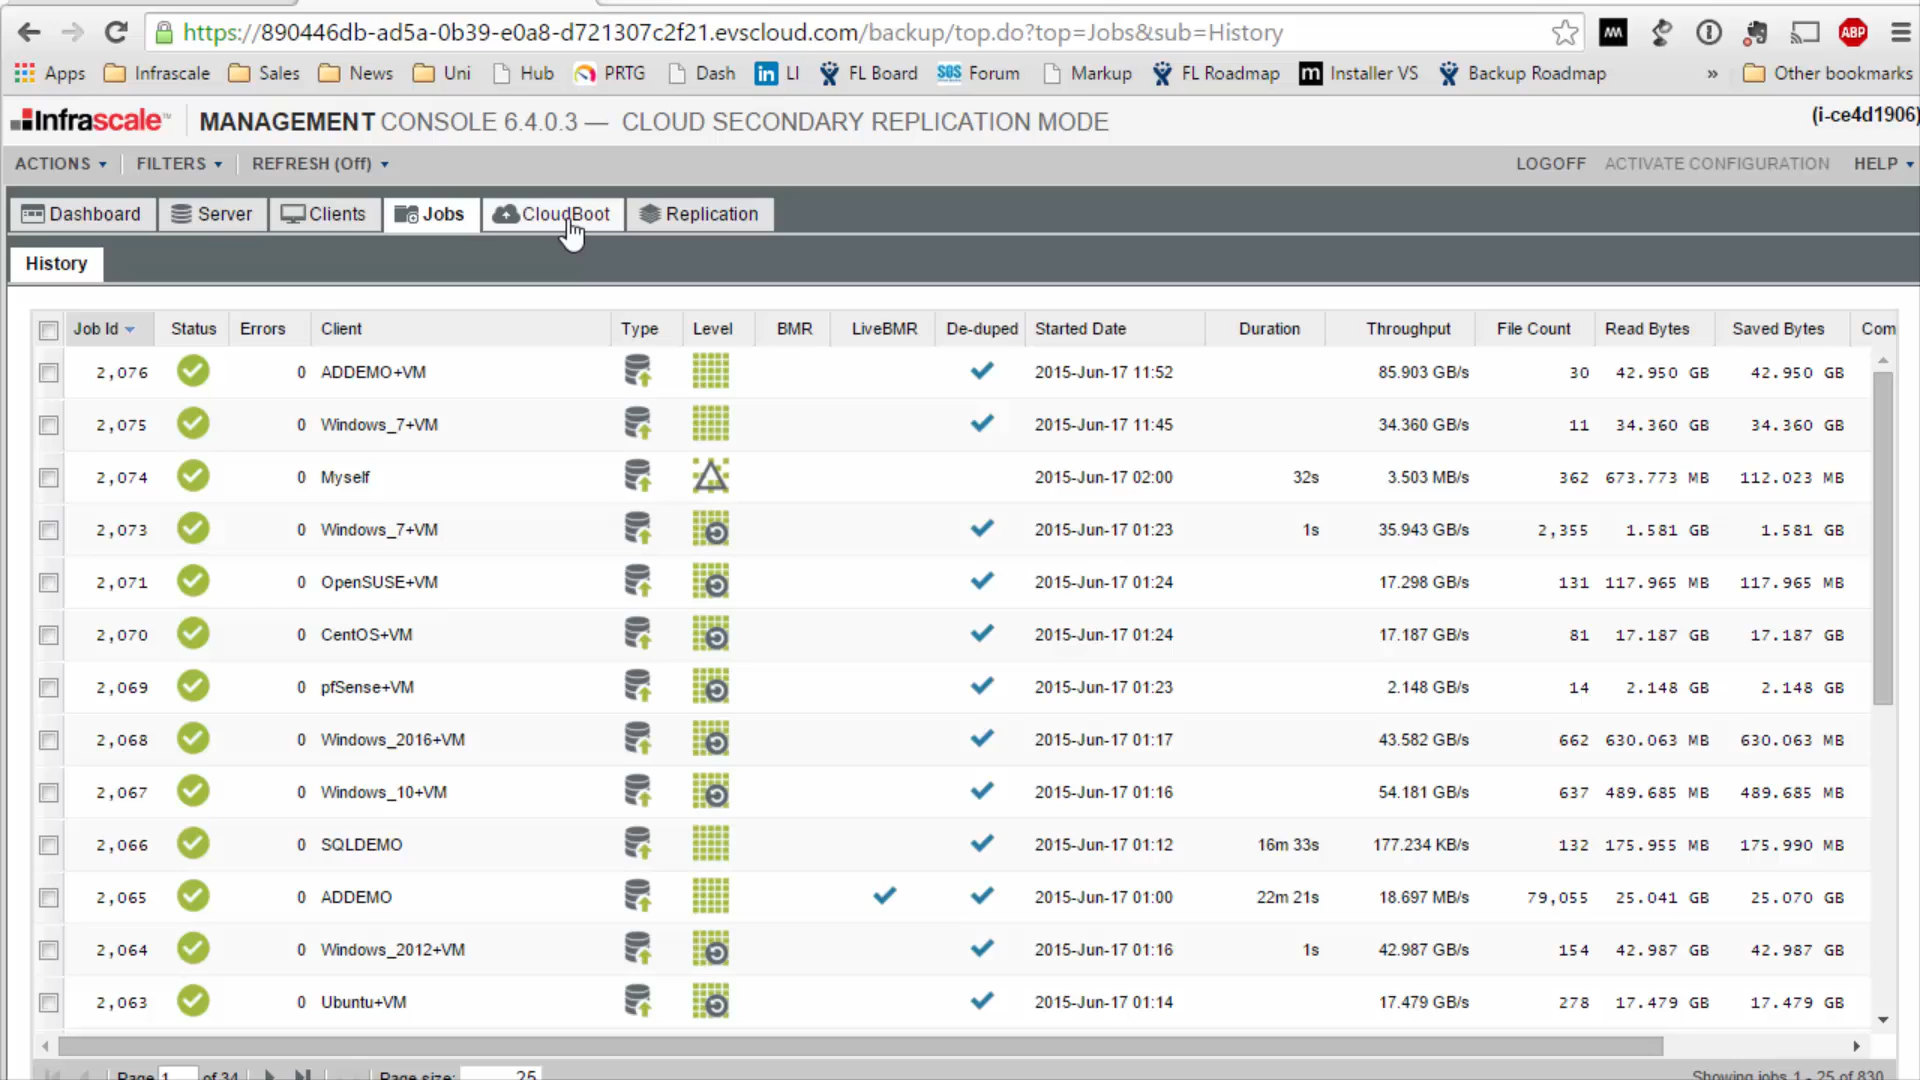 https://890446db-ad5a-0b39-e0a8-d721307c2f21.evscloud.com/backup/top.do?top=Jobs&sub=History
ABP
Apps Infrascale Sales News Uni Hub PRTG Dash in LI FL Board SOS Forum Markup FL Roadmap m Installer VS Backup Roadmap » Other bookmarks
Infrascale™ MANAGEMENT CONSOLE 6.4.0.3 — CLOUD SECONDARY REPLICATION MODE (i-ce4d1906)
ACTIONS FILTERS REFRESH (Off) LOGOFF ACTIVATE CONFIGURATION HELP
Dashboard Server Clients Jobs CloudBoot Replication
History
Job Id Status Errors Client Type Level BMR LiveBMR De-duped Started Date Duration Throughput File Count Read Bytes Saved Bytes Com
2,076 0 ADDEMO+VM 2015-Jun-17 11:52 85.903 GB/s 30 42.950 GB 42.950 GB
2,075 0 Windows_7+VM 2015-Jun-17 11:45 34.360 GB/s 11 34.360 GB 34.360 GB
2,074 0 Myself 2015-Jun-17 02:00 32s 3.503 MB/s 362 673.773 MB 112.023 MB
2,073 0 Windows_7+VM 2015-Jun-17 01:23 1s 35.943 GB/s 2,355 1.581 GB 1.581 GB
2,071 0 OpenSUSE+VM 2015-Jun-17 01:24 17.298 GB/s 131 117.965 MB 117.965 MB
2,070 0 CentOS+VM 2015-Jun-17 01:24 17.187 GB/s 81 17.187 GB 17.187 GB
2,069 0 pfSense+VM 2015-Jun-17 01:23 2.148 GB/s 14 2.148 GB 2.148 GB
2,068 0 Windows_2016+VM 2015-Jun-17 01:17 43.582 GB/s 662 630.063 MB 630.063 MB
2,067 0 Windows_10+VM 2015-Jun-17 01:16 54.181 GB/s 637 489.685 MB 489.685 MB
2,066 0 SQLDEMO 2015-Jun-17 01:12 16m 33s 177.234 KB/s 132 175.955 MB 175.990 MB
2,065 0 ADDEMO 2015-Jun-17 01:00 22m 21s 18.697 MB/s 79,055 25.041 GB 25.070 GB
2,064 0 Windows_2012+VM 2015-Jun-17 01:16 1s 42.987 GB/s 154 42.987 GB 42.987 GB
2,063 0 Ubuntu+VM 2015-Jun-17 01:14 17.479 GB/s 278 17.479 GB 17.479 GB
Page 1 of 34 Page size: 25 Showing jobs 1 - 25 of 830